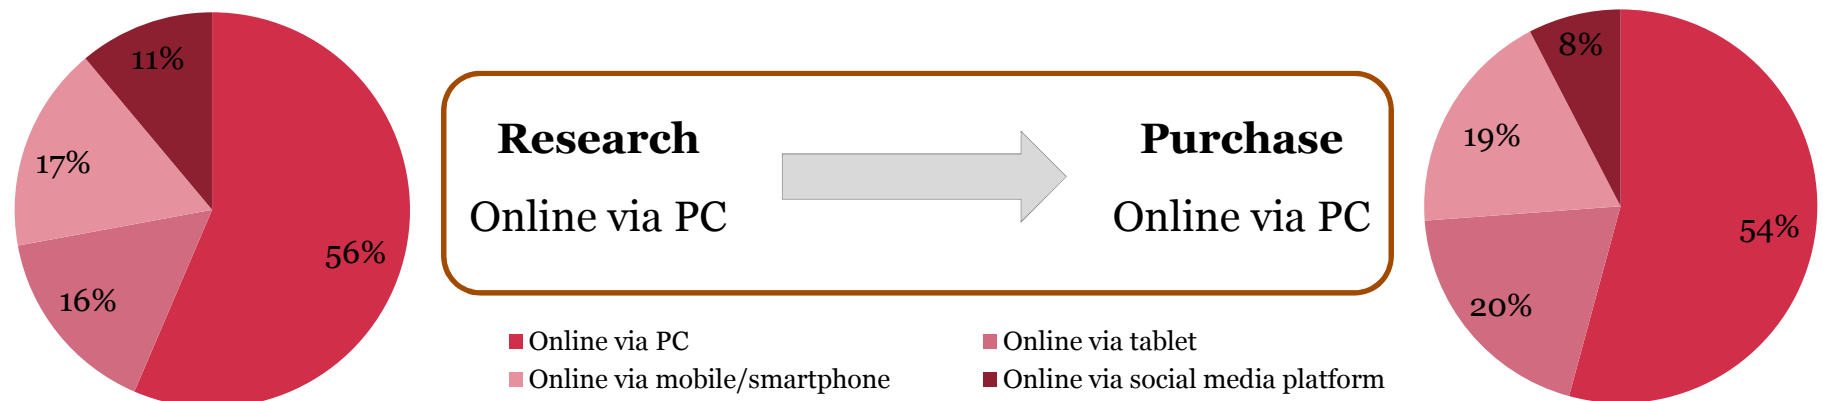 11%
17%
16%
56%
Research
Online via PC
Purchase
Online via PC
8%
19%
20%
54%
Online via PC
Online via tablet
Online via mobile/smartphone
Online via social media platform